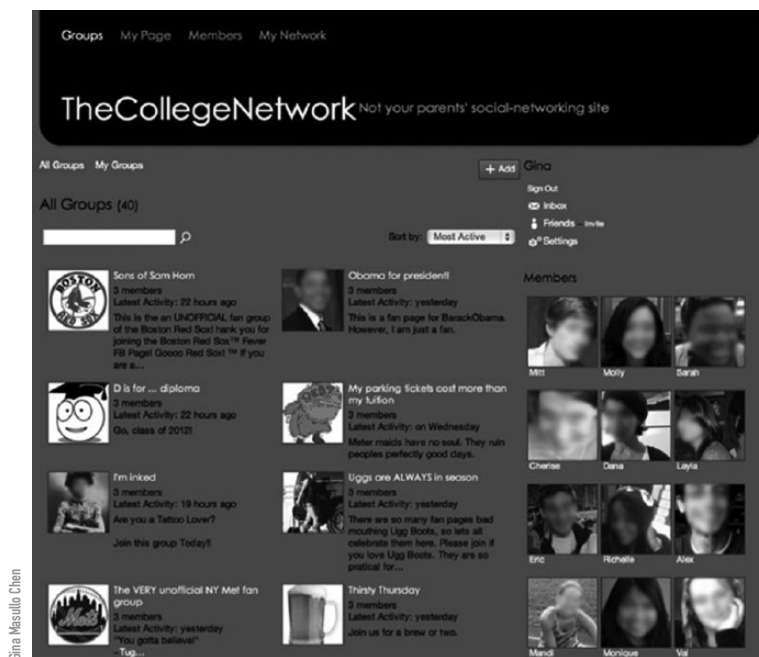 Groups My Page Members My Network
TheCollegeNetwork Not your parents' social-networking site
All Groups My Groups
+ Add
All Groups (40)
Sort by: Most Active
Sons of Sam Horn
3 members
Latest Activity: 22 hours ago
This is the an UNOFFICIAL fan group
of the Boston Red Sox! hank you for
joining the Boston Red Sox™ Fever
FB Page! Goooo Red Sox! ™ If you
are a...
BOSTON
RED SOX
Obama for president!
3 members
Latest Activity: yesterday
This is a fan page for BarackObama.
However, I am just a fan.
D is for ... diploma
3 members
Latest Activity: 22 hours ago
Go, class of 2012!
My parking tickets cost more than
my tuition
3 members
Latest Activity: on Wednesday
Meter maids have no soul. They ruin
peoples perfectly good days.
I'm inked
3 members
Latest Activity: 19 hours ago
Are you a Tattoo Lover?
Join this group Today!!
Uggs are ALWAYS in season
3 members
Latest Activity: yesterday
There are so many fan pages bad
mouthing Ugg Boots, so lets all
celebrate them here. Please join if
you love Ugg Boots. They are so
pratical for...
The VERY unofficial NY Met fan
group
3 members
Latest Activity: yesterday
"You gotta believe!"
–Tug...
Mets
Thirsty Thursday
3 members
Latest Activity: yesterday
Join us for a brew or two.
Gina
Sign Out
Inbox
Friends – Invite
Settings
Members
Mitt Molly Sarah
Cherise Dana Layla
Eric Richelle Alex
Mandi Monique Val
Gina Masullo Chen